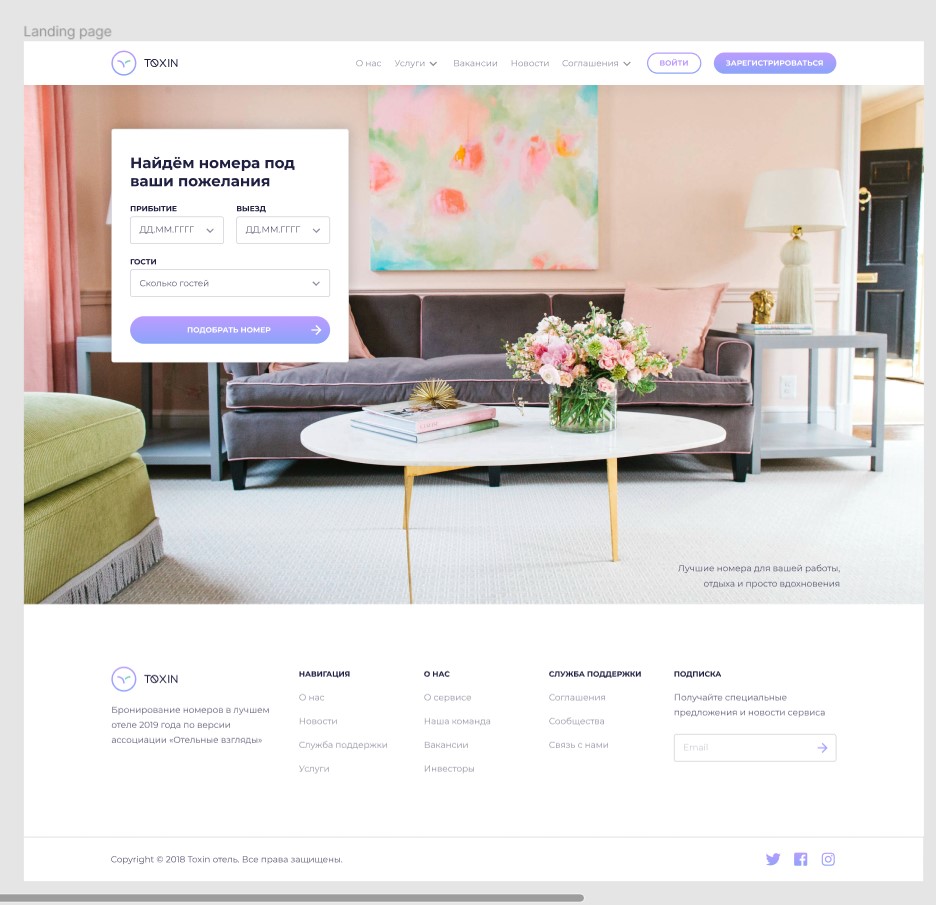 Landing page
TOXIN
О нас
Услуги
Вакансии
Новости
Соглашения
ВОЙТИ
ЗАРЕГИСТРИРОВАТЬСЯ
Найдём номера под
ваши пожелания
ПРИБЫТИЕ
ВЫЕЗД
ДД.ММ.ГГГГ
ДД.ММ.ГГГГ
ГОСТИ
Сколько гостей
ПОДОБРАТЬ НОМЕР
Лучшие номера для вашей работы,
отдыха и просто вдохновения
TOXIN
Бронирование номеров в лучшем
отеле 2019 года по версии
ассоциации «Отельные взгляды»
НАВИГАЦИЯ
О нас
Новости
Служба поддержки
Услуги
О НАС
О сервисе
Наша команда
Вакансии
Инвесторы
СЛУЖБА ПОДДЕРЖКИ
Соглашения
Сообщества
Связь с нами
ПОДПИСКА
Получайте специальные
предложения и новости сервиса
Email
Copyright © 2018 Toxin отель. Все права защищены.